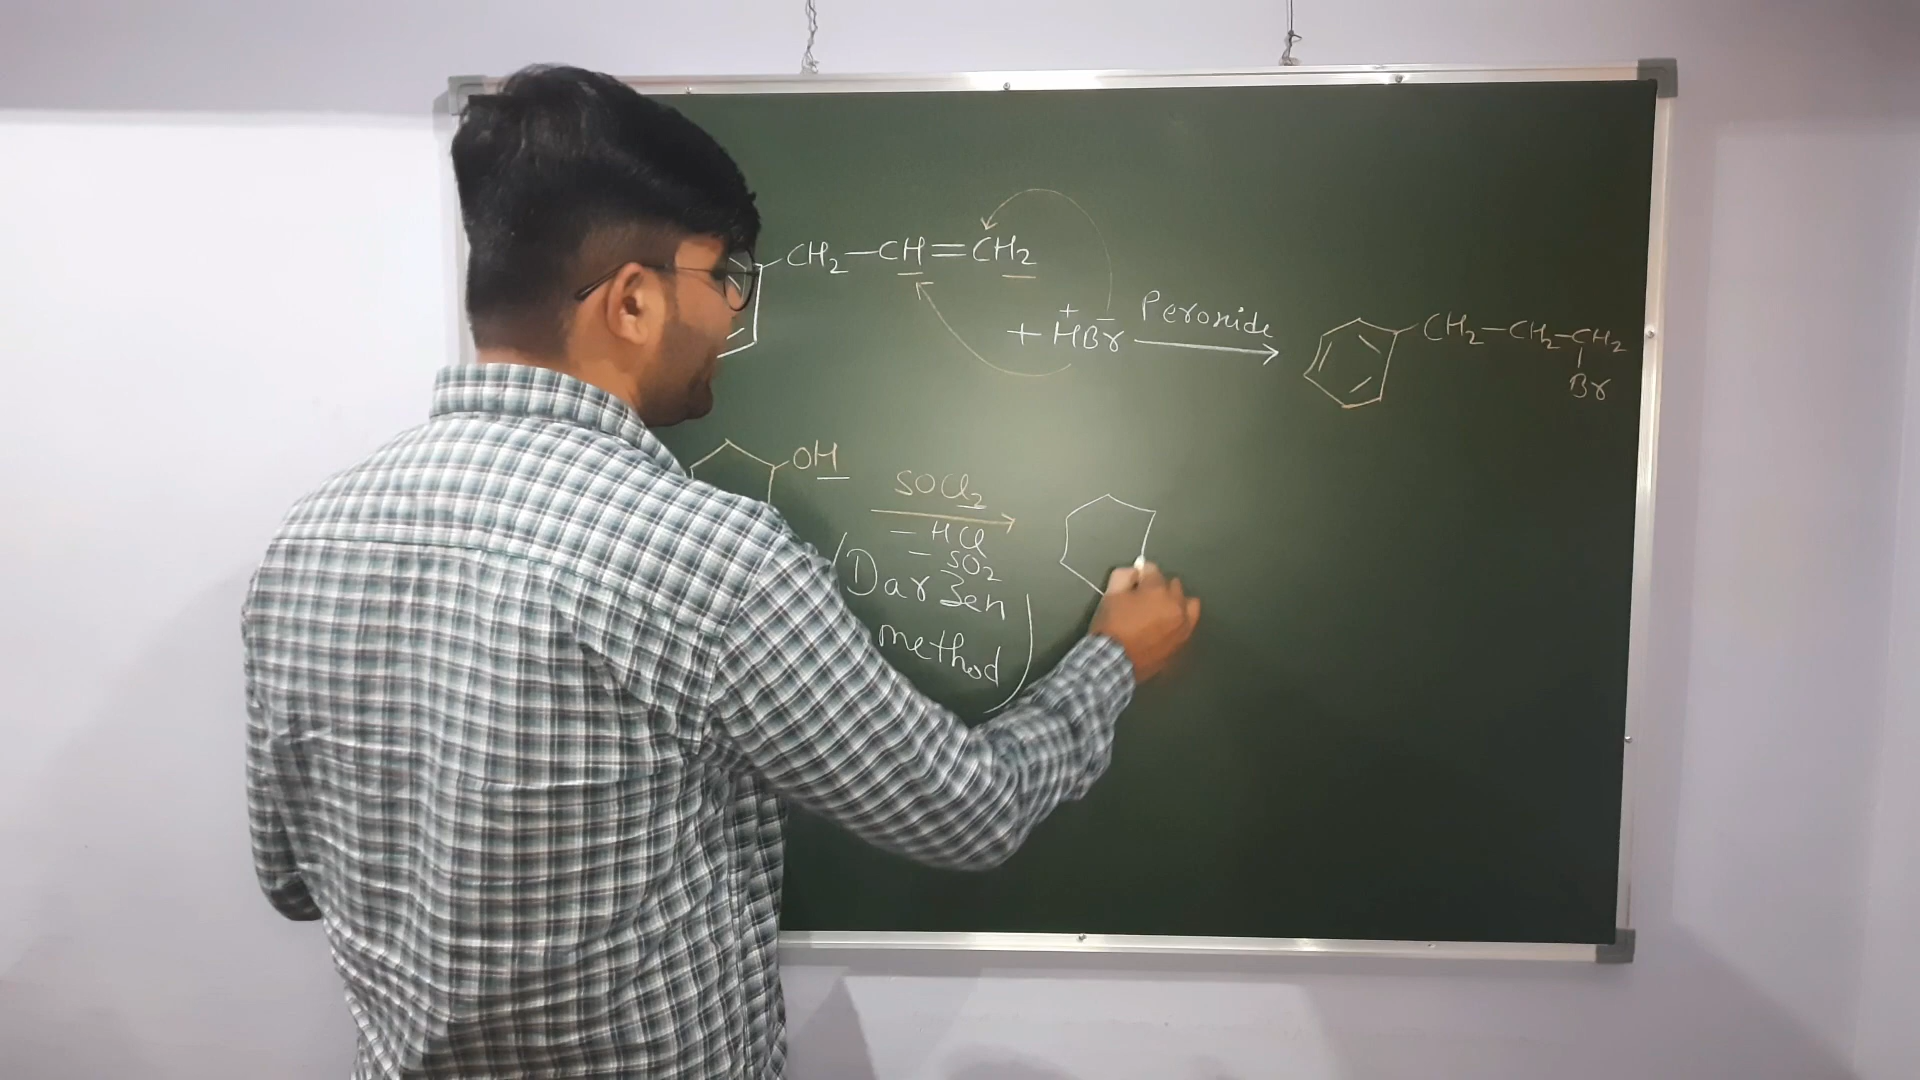 CH2—CH=CH2
+ HBr
+ −
Peroxide
CH2—CH2—CH2
Br
OH
SOCl2
− HCl
− SO2
(Darzen
method)